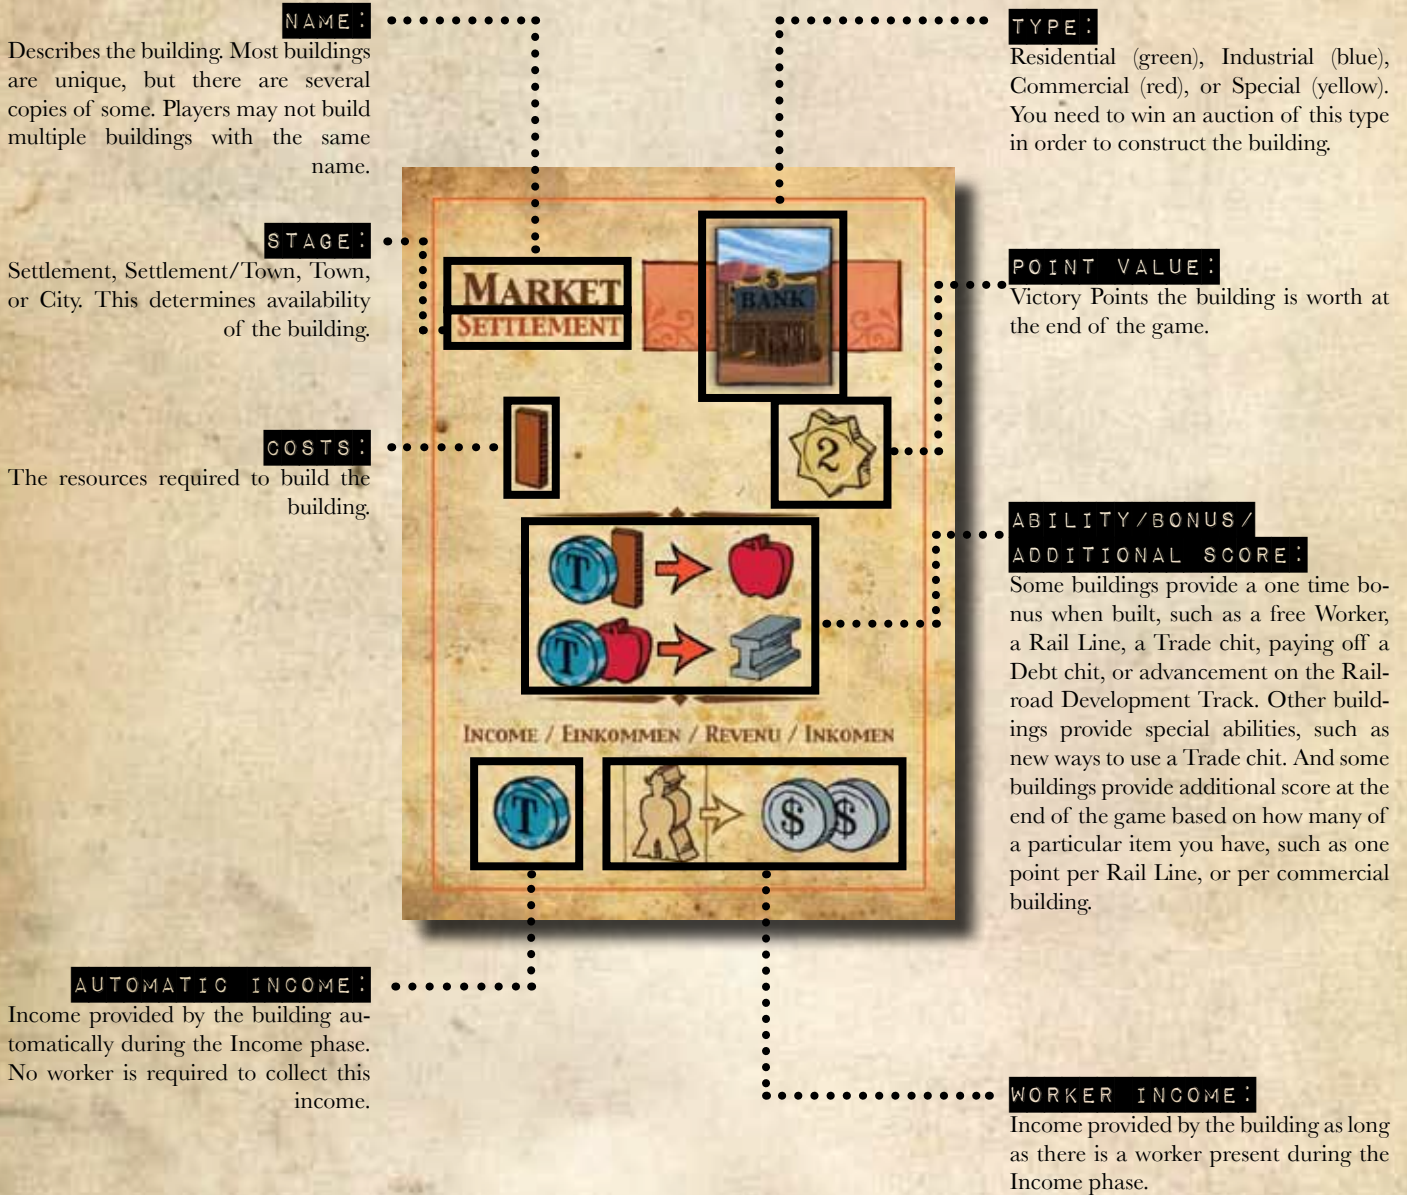 NAME:
Describes the building. Most buildings
are unique, but there are several
copies of some. Players may not build
multiple buildings with the same
name.
STAGE:
Settlement, Settlement/Town, Town,
or City. This determines availability
of the building.
COSTS:
The resources required to build the
building.
AUTOMATIC INCOME:
Income provided by the building au-
tomatically during the Income phase.
No worker is required to collect this
income.
MARKET
SETTLEMENT
$
BANK
2
T
T
INCOME / EINKOMMEN / REVENU / INKOMEN
T
$ $
TYPE:
Residential (green), Industrial (blue),
Commercial (red), or Special (yellow).
You need to win an auction of this type
in order to construct the building.
POINT VALUE:
Victory Points the building is worth at
the end of the game.
ABILITY/BONUS/
ADDITIONAL SCORE:
Some buildings provide a one time bo-
nus when built, such as a free Worker,
a Rail Line, a Trade chit, paying off a
Debt chit, or advancement on the Rail-
road Development Track. Other build-
ings provide special abilities, such as
new ways to use a Trade chit. And some
buildings provide additional score at the
end of the game based on how many of
a particular item you have, such as one
point per Rail Line, or per commercial
building.
WORKER INCOME:
Income provided by the building as long
as there is a worker present during the
Income phase.